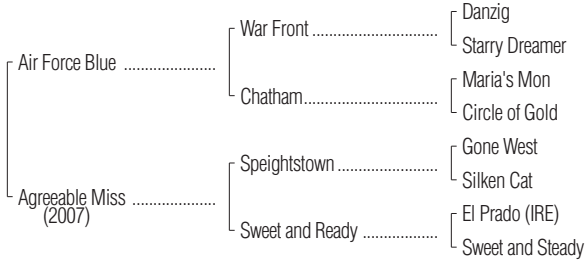 Danzig
War Front ........................................
Starry Dreamer
Air Force Blue ......................
Maria's Mon
Chatham...........................................
Circle of Gold
Gone West
Speightstown ................................
Silken Cat
Agreeable Miss ....................
(2007)
El Prado (IRE)
Sweet and Ready ........................
Sweet and Steady